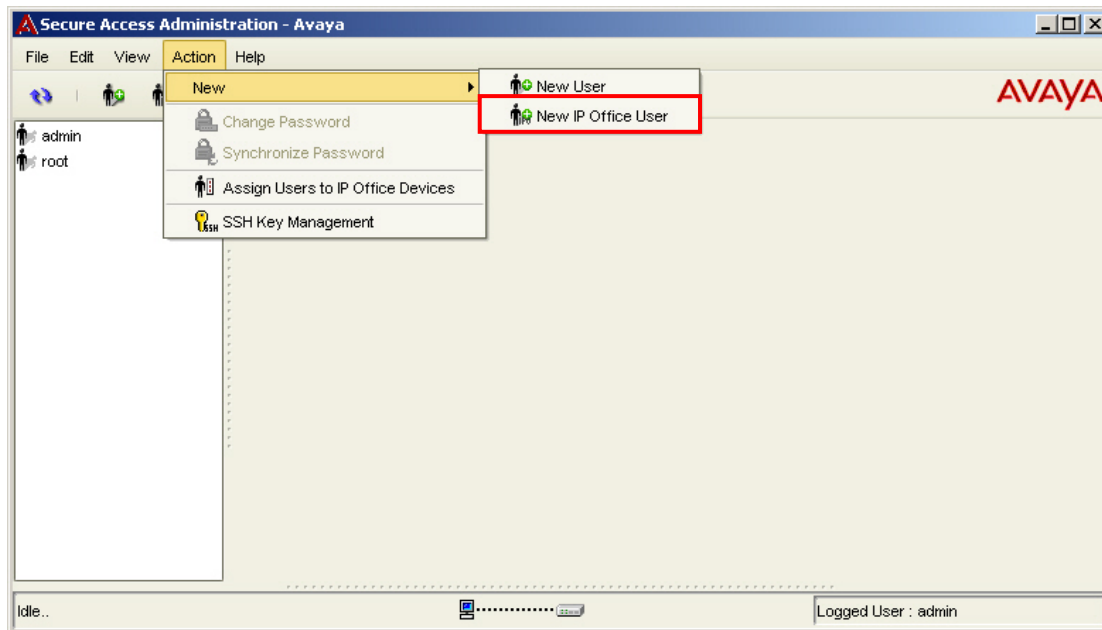 Secure Access Administration - Avaya
File Edit View Action Help
New
New User
AVAYA
New IP Office User
admin
Change Password
root
Synchronize Password
Assign Users to IP Office Devices
SSH SSH Key Management
Idle..
Logged User : admin